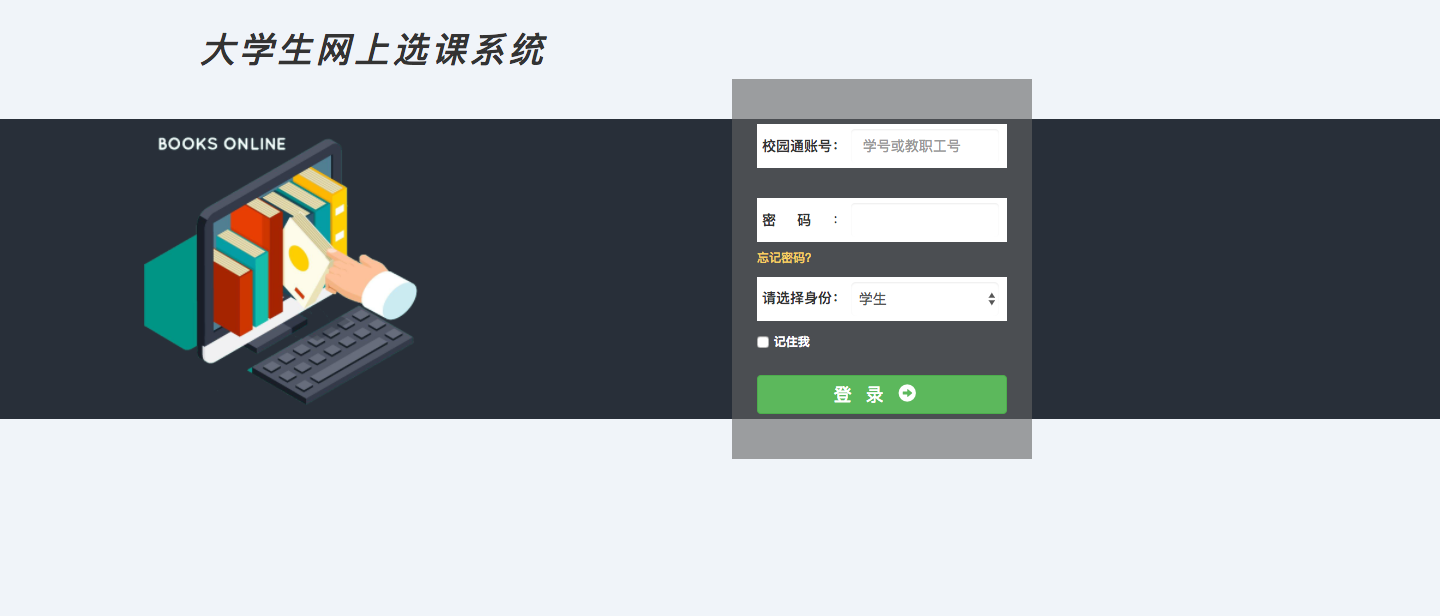 大学生网上选课系统
BOOKS ONLINE
校园通账号: 学号或教职工号
密 码 :
忘记密码?
请选择身份: 学生
记住我
登 录